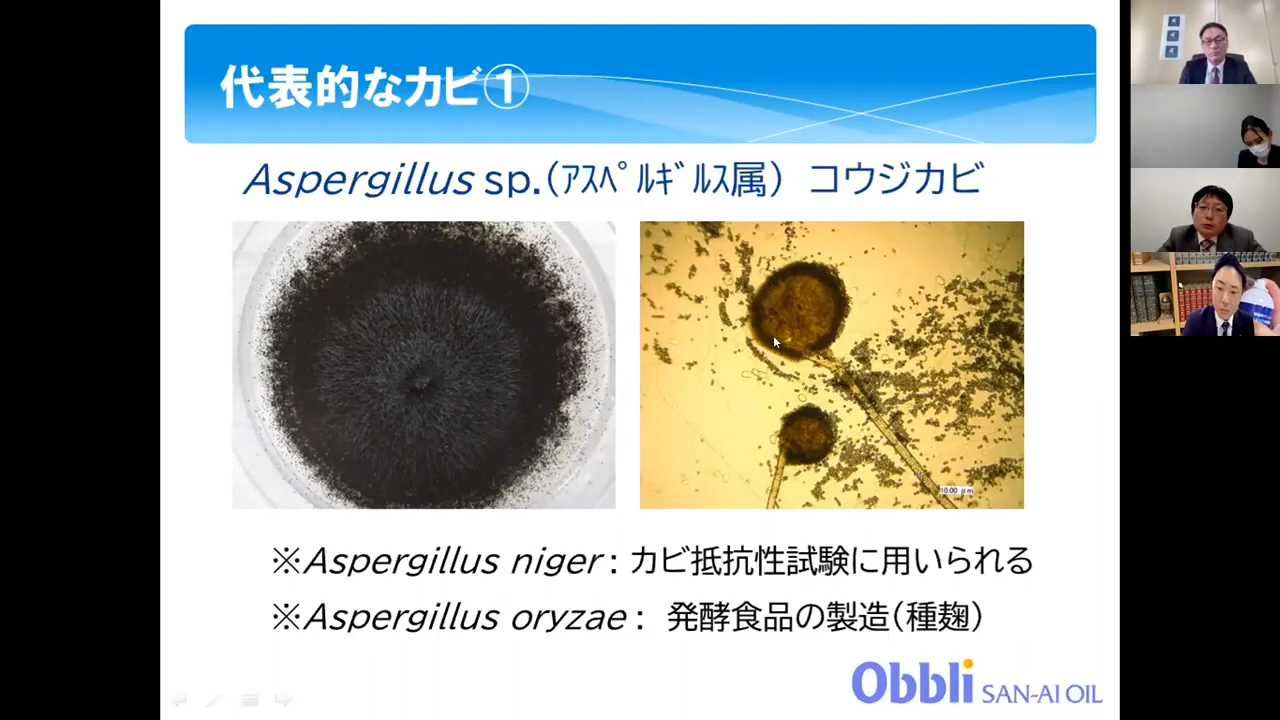 代表的なカビ①
Aspergillus sp.(ｱｽﾍﾟﾙｷﾞﾙｽ属) コウジカビ
10.00 μm
※Aspergillus niger : カビ抵抗性試験に用いられる
※Aspergillus oryzae : 発酵食品の製造(種麹)
Obbli SAN-AI OIL